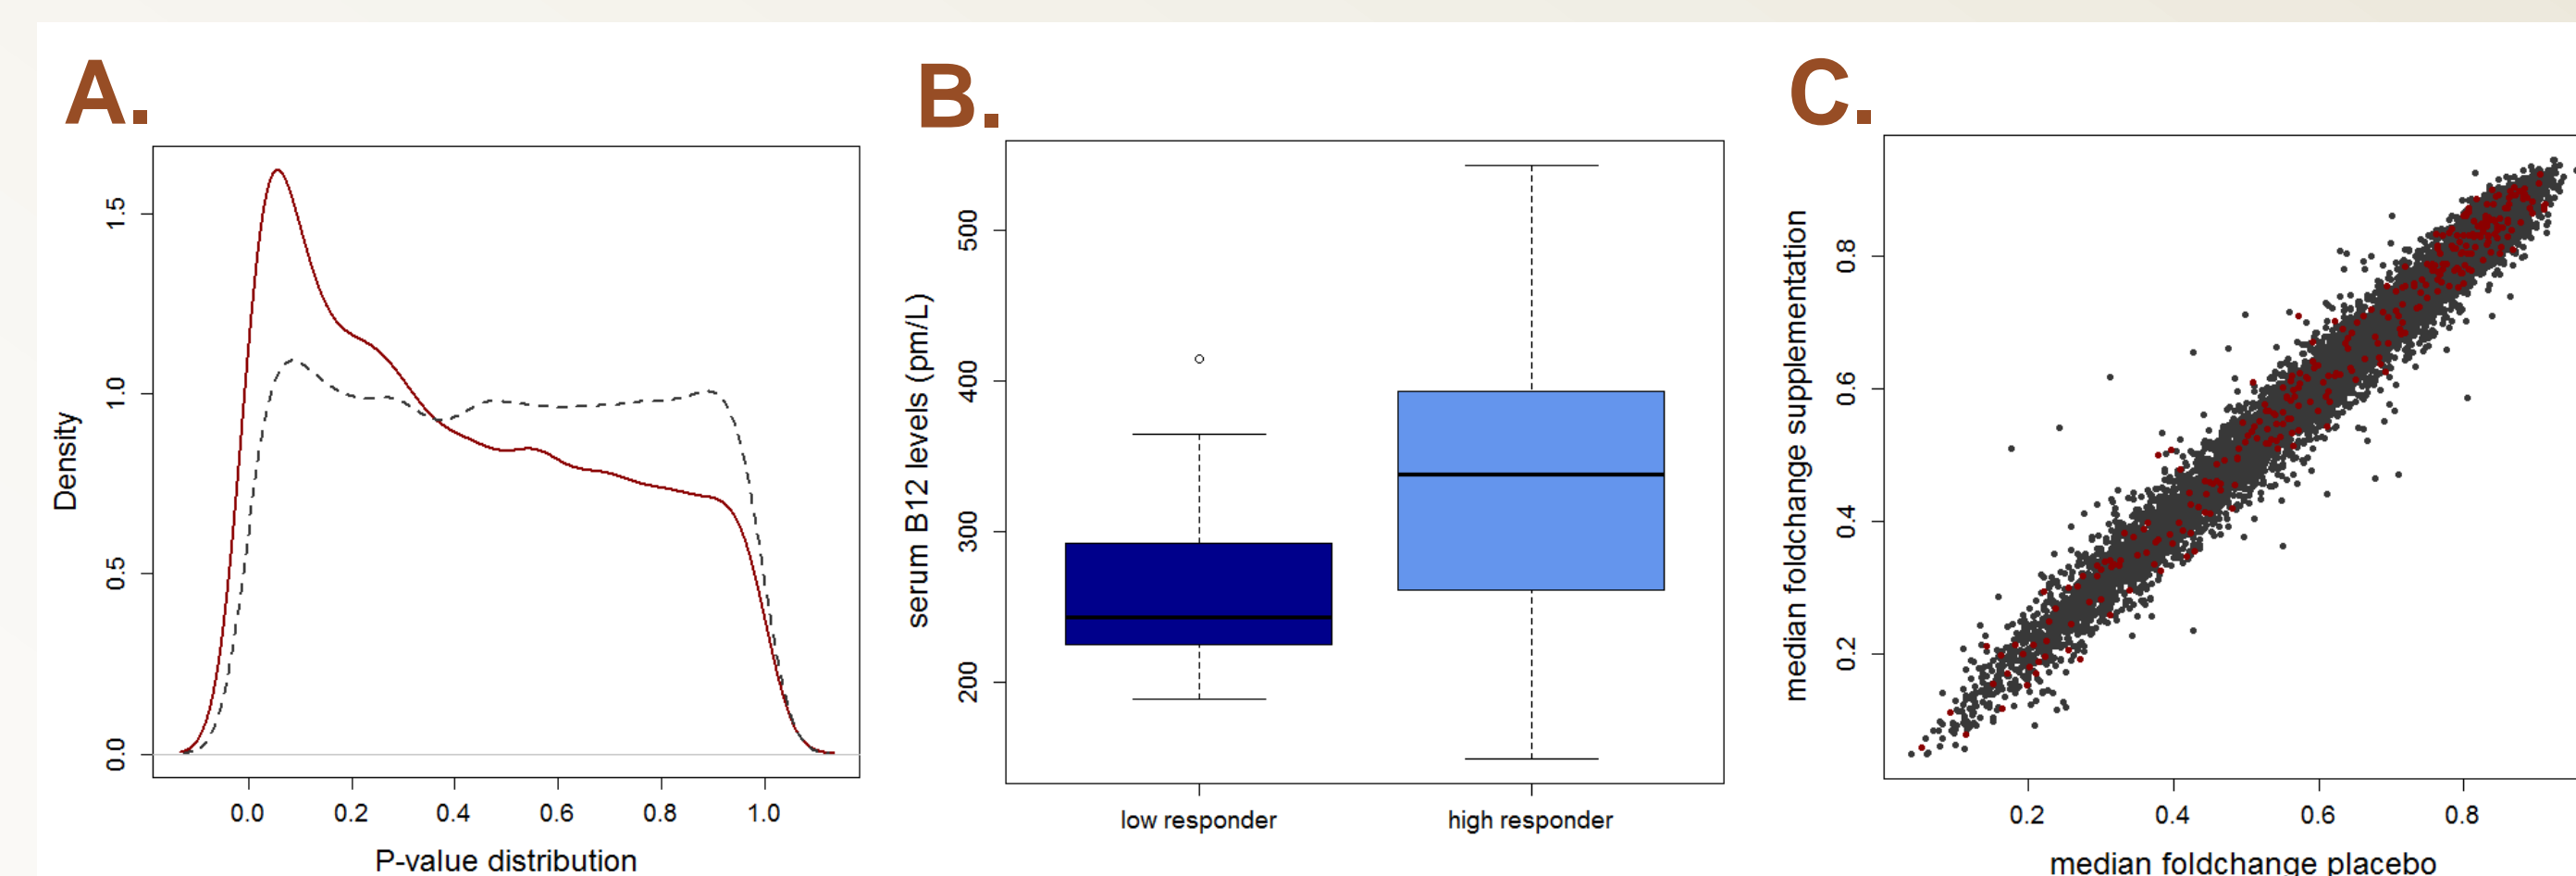 A.
Density
0.0
0.5
1.0
1.5
0.0 0.2 0.4 0.6 0.8 1.0
P-value distribution
B.
serum B12 levels (pm/L)
200
300
400
500
low responder high responder
C.
median foldchange supplementation
0.2
0.4
0.6
0.8
0.2 0.4 0.6 0.8
median foldchange placebo